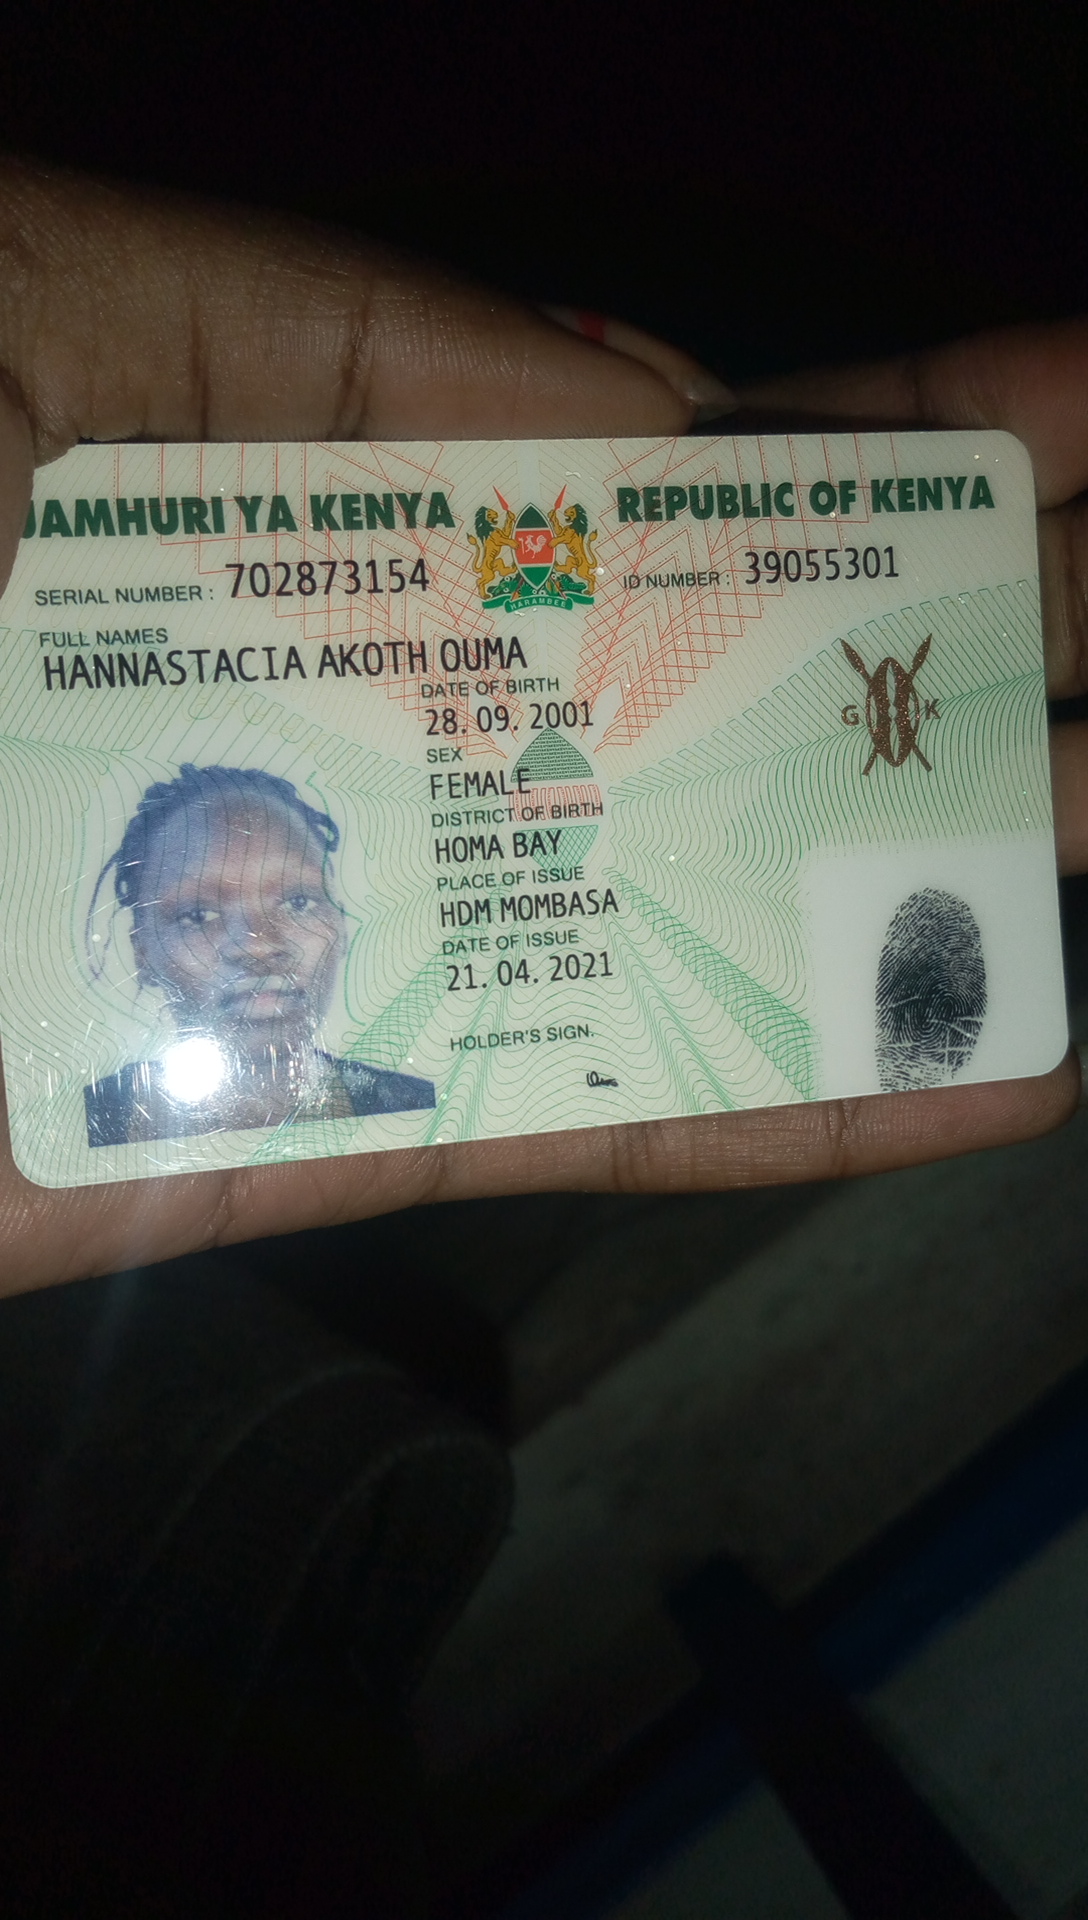 JAMHURI YA KENYA
REPUBLIC OF KENYA
SERIAL NUMBER : 702873154
ID NUMBER : 39055301
HARAMBEE
FULL NAMES
HANNASTACIA AKOTH OUMA
DATE OF BIRTH
28. 09. 2001
G K
SEX
FEMALE
DISTRICT OF BIRTH
HOMA BAY
PLACE OF ISSUE
HDM MOMBASA
DATE OF ISSUE
21. 04. 2021
HOLDER'S SIGN.